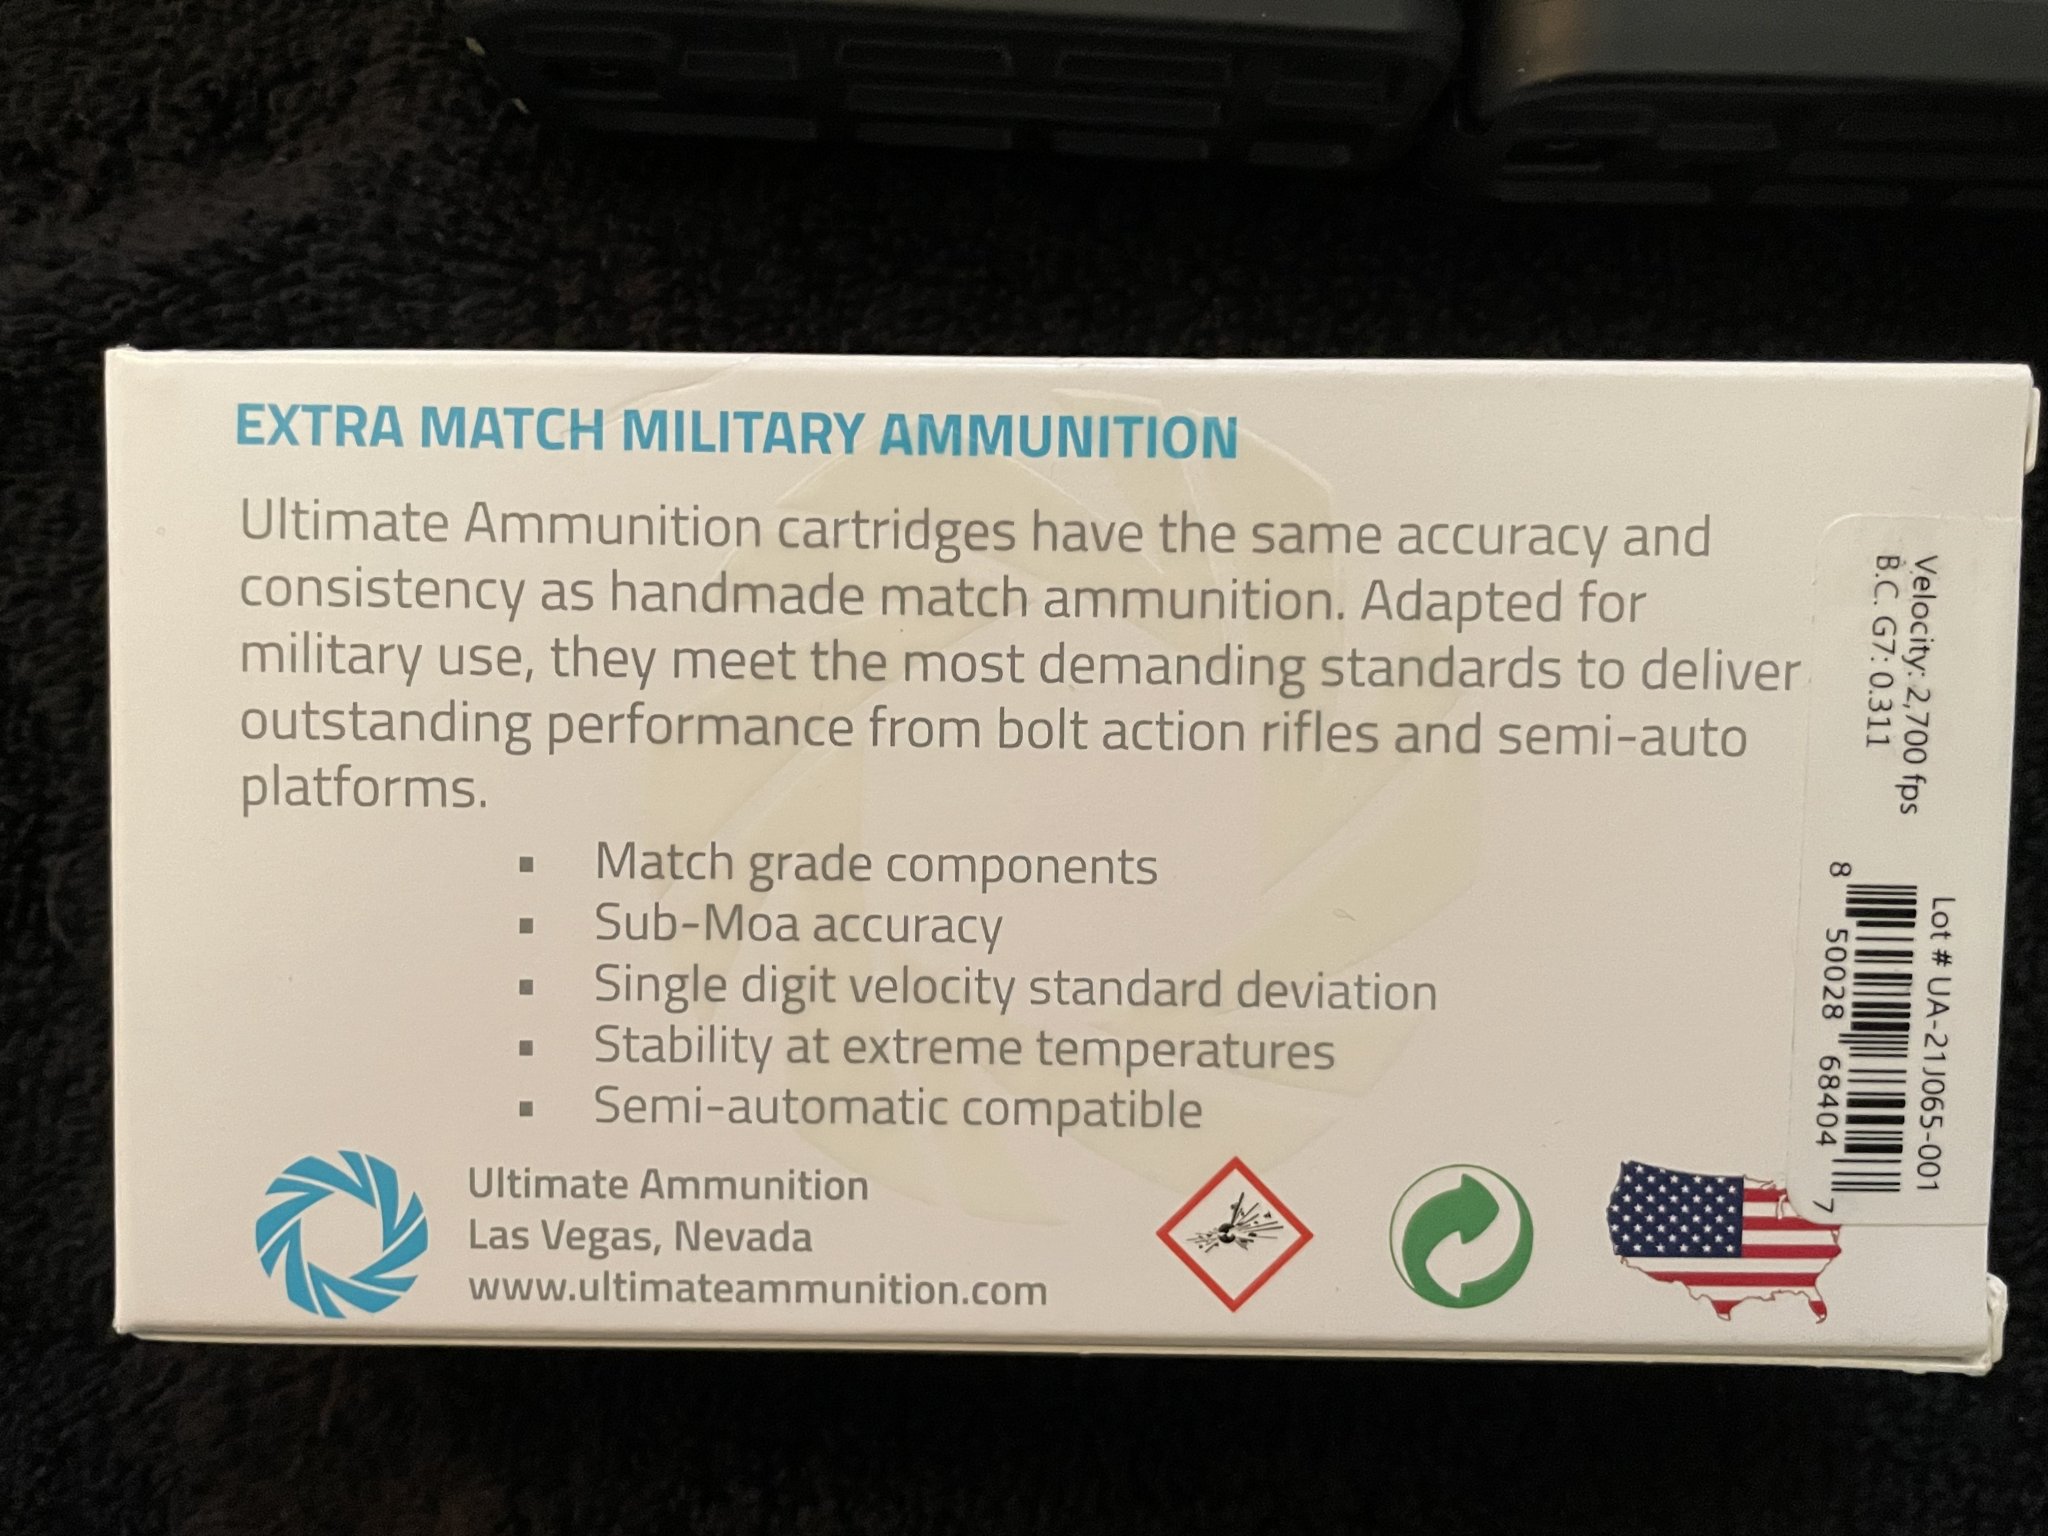 EXTRA MATCH MILITARY AMMUNITION
Ultimate Ammunition cartridges have the same accuracy and
consistency as handmade match ammunition. Adapted for
military use, they meet the most demanding standards to deliver
outstanding performance from bolt action rifles and semi-auto
platforms.
▪ Match grade components
▪ Sub-Moa accuracy
▪ Single digit velocity standard deviation
▪ Stability at extreme temperatures
▪ Semi-automatic compatible
Ultimate Ammunition
Las Vegas, Nevada
www.ultimateammunition.com
Velocity: 2,700 fps
B.C. G7: 0.311
Lot # UA-21J065-001
8 50028 68404 7